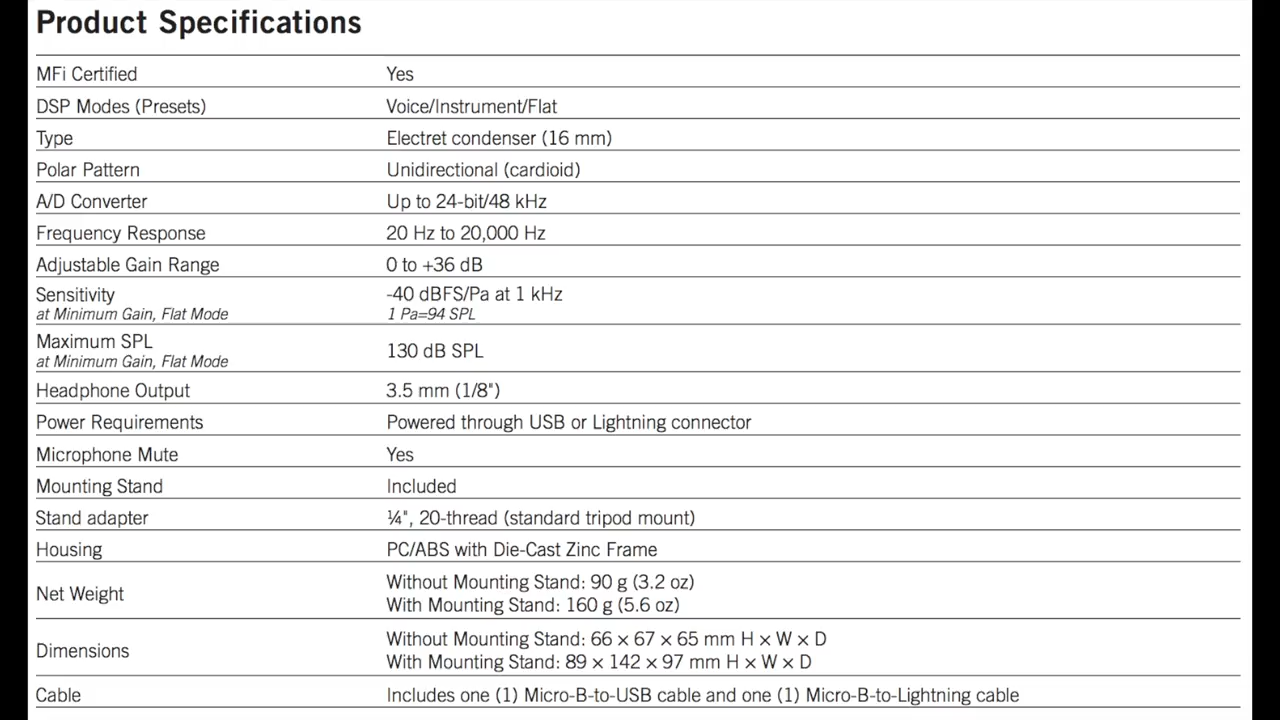 Product Specifications
MFi Certified Yes
DSP Modes (Presets) Voice/Instrument/Flat
Type Electret condenser (16 mm)
Polar Pattern Unidirectional (cardioid)
A/D Converter Up to 24-bit/48 kHz
Frequency Response 20 Hz to 20,000 Hz
Adjustable Gain Range 0 to +36 dB
Sensitivity -40 dBFS/Pa at 1 kHz
at Minimum Gain, Flat Mode 1 Pa=94 SPL
Maximum SPL
at Minimum Gain, Flat Mode 130 dB SPL
Headphone Output 3.5 mm (1/8")
Power Requirements Powered through USB or Lightning connector
Microphone Mute Yes
Mounting Stand Included
Stand adapter ¼", 20-thread (standard tripod mount)
Housing PC/ABS with Die-Cast Zinc Frame
Net Weight Without Mounting Stand: 90 g (3.2 oz)
With Mounting Stand: 160 g (5.6 oz)
Dimensions Without Mounting Stand: 66 × 67 × 65 mm H × W × D
With Mounting Stand: 89 × 142 × 97 mm H × W × D
Cable Includes one (1) Micro-B-to-USB cable and one (1) Micro-B-to-Lightning cable